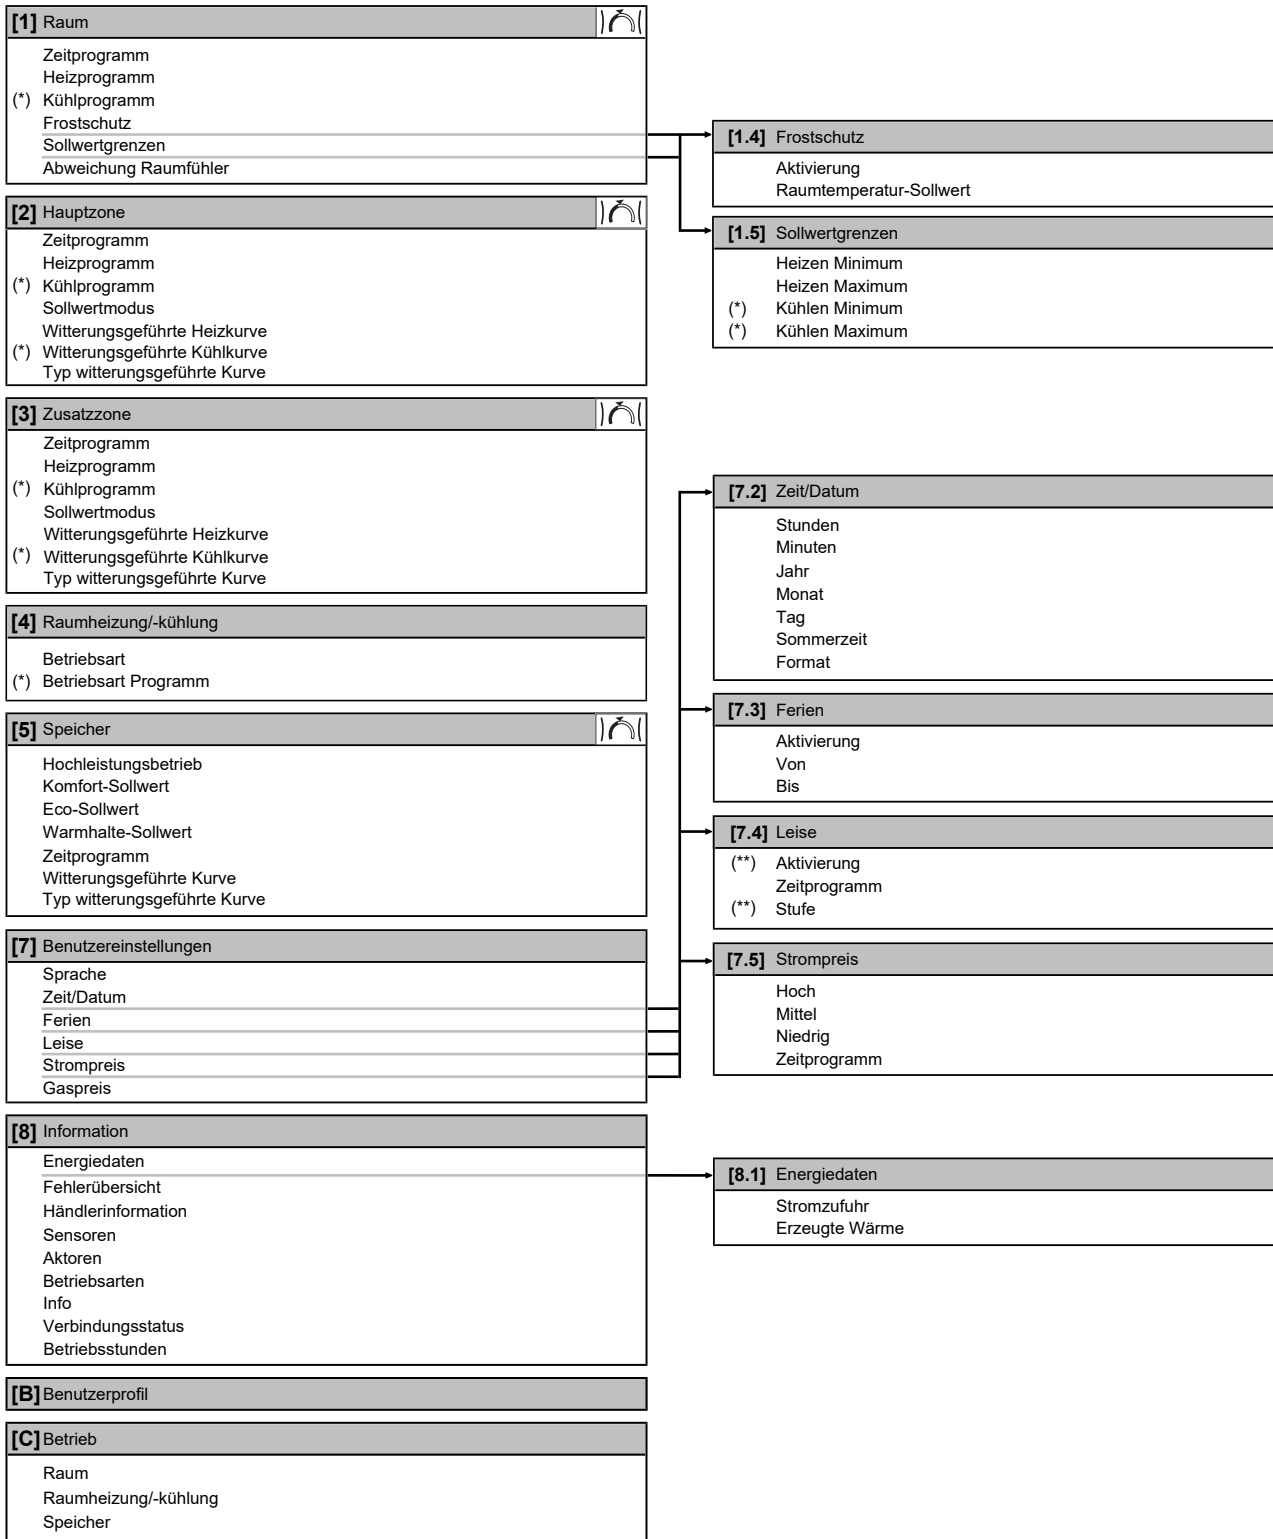 [1] Raum
Zeitprogramm
Heizprogramm
(*) Kühlprogramm
Frostschutz
Sollwertgrenzen
Abweichung Raumfühler
[1.4] Frostschutz
Aktivierung
Raumtemperatur-Sollwert
[1.5] Sollwertgrenzen
Heizen Minimum
Heizen Maximum
(*) Kühlen Minimum
(*) Kühlen Maximum
[2] Hauptzone
Zeitprogramm
Heizprogramm
(*) Kühlprogramm
Sollwertmodus
Witterungsgeführte Heizkurve
(*) Witterungsgeführte Kühlkurve
Typ witterungsgeführte Kurve
[3] Zusatzzone
Zeitprogramm
Heizprogramm
(*) Kühlprogramm
Sollwertmodus
Witterungsgeführte Heizkurve
(*) Witterungsgeführte Kühlkurve
Typ witterungsgeführte Kurve
[4] Raumheizung/-kühlung
Betriebsart
(*) Betriebsart Programm
[5] Speicher
Hochleistungsbetrieb
Komfort-Sollwert
Eco-Sollwert
Warmhalte-Sollwert
Zeitprogramm
Witterungsgeführte Kurve
Typ witterungsgeführte Kurve
[7] Benutzereinstellungen
Sprache
Zeit/Datum
Ferien
Leise
Strompreis
Gaspreis
[7.2] Zeit/Datum
Stunden
Minuten
Jahr
Monat
Tag
Sommerzeit
Format
[7.3] Ferien
Aktivierung
Von
Bis
[7.4] Leise
(**) Aktivierung
Zeitprogramm
(**) Stufe
[7.5] Strompreis
Hoch
Mittel
Niedrig
Zeitprogramm
[8] Information
Energiedaten
Fehlerübersicht
Händlerinformation
Sensoren
Aktoren
Betriebsarten
Info
Verbindungsstatus
Betriebsstunden
[8.1] Energiedaten
Stromzufuhr
Erzeugte Wärme
[B] Benutzerprofil
[C] Betrieb
Raum
Raumheizung/-kühlung
Speicher